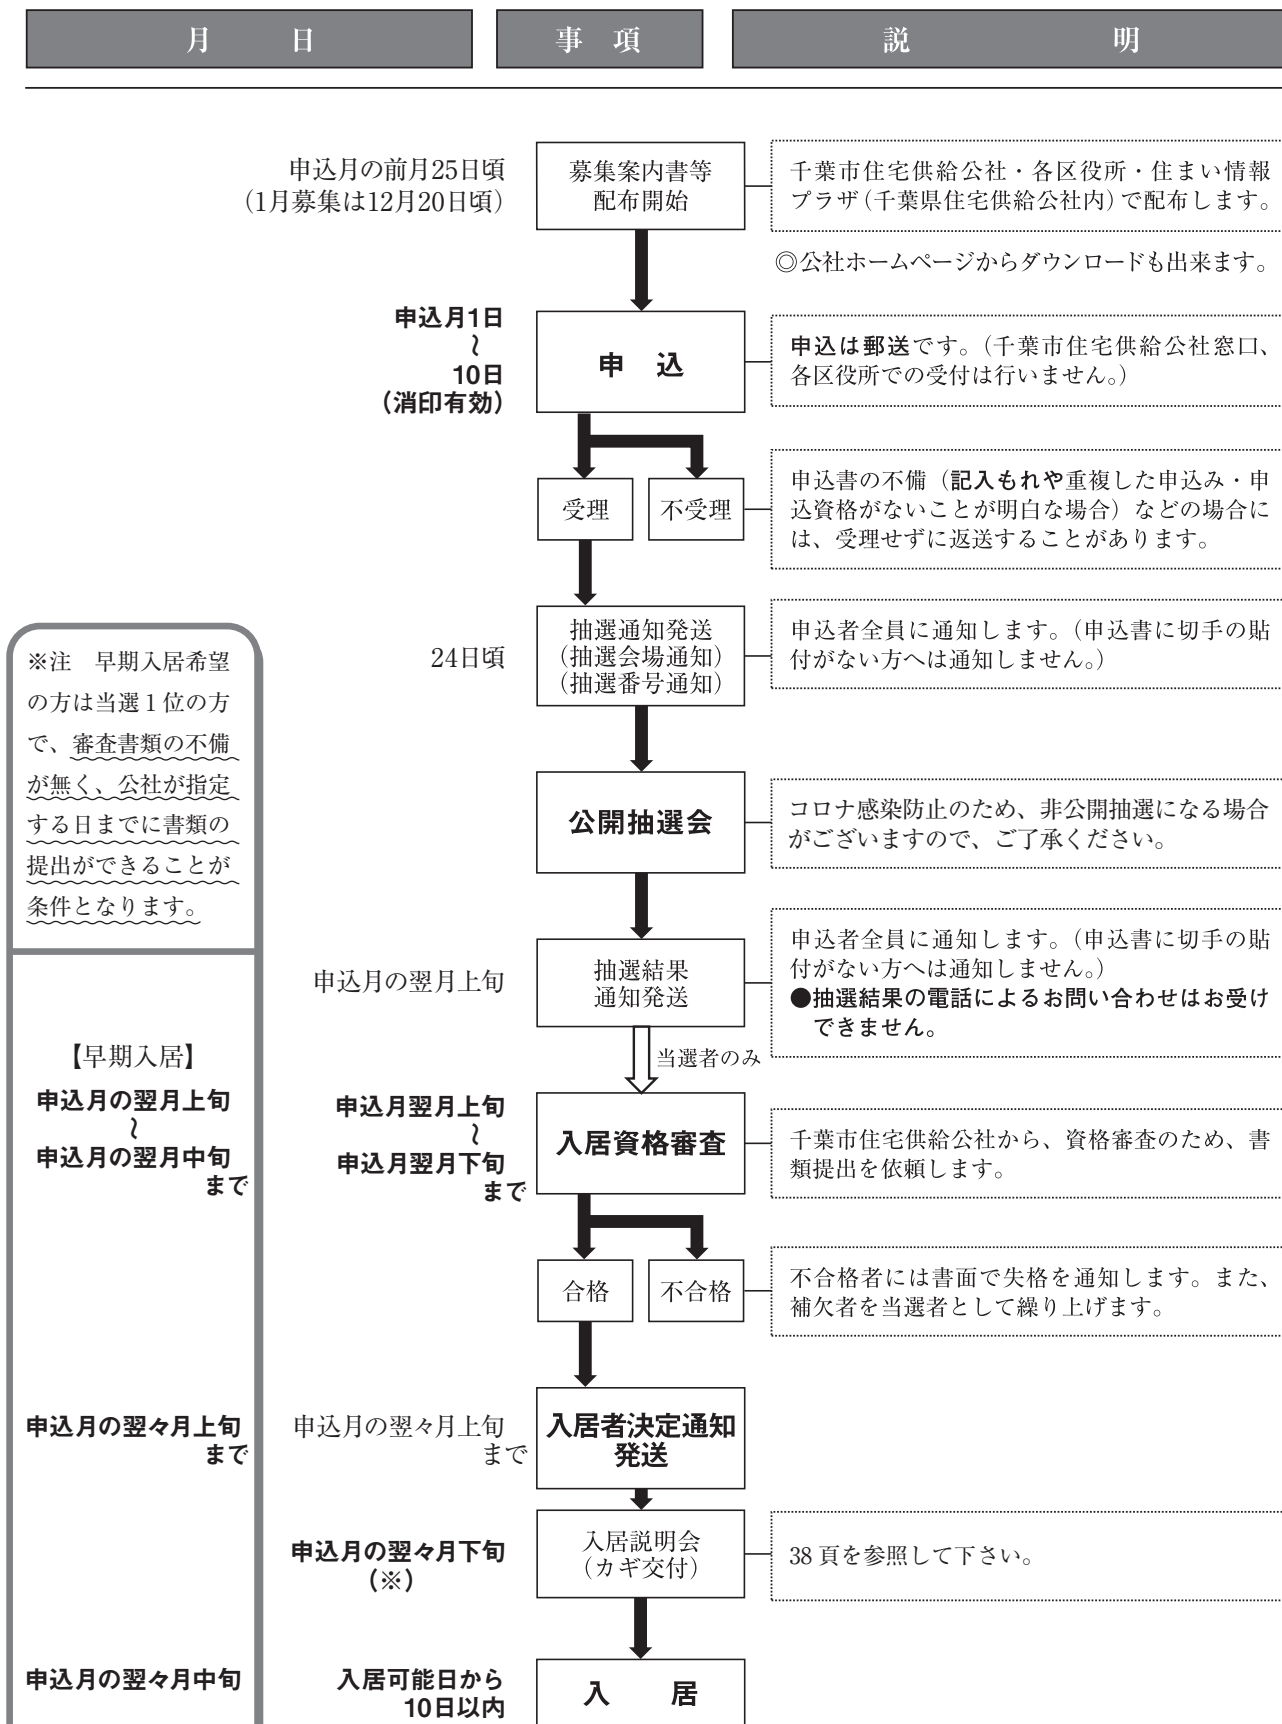 月　日
事　項
説　明
申込月の前月25日頃
（1月募集は12月20日頃）
募集案内書等
配布開始
千葉市住宅供給公社・各区役所・住まい情報
プラザ（千葉県住宅供給公社内）で配布します。
◎公社ホームページからダウンロードも出来ます。
申込月1日
～
10日
（消印有効）
申　込
申込は郵送です。（千葉市住宅供給公社窓口、
各区役所での受付は行いません。）
受理
不受理
申込書の不備（記入もれや重複した申込み・申
込資格がないことが明白な場合）などの場合に
は、受理せずに返送することがあります。
24日頃
抽選通知発送
（抽選会場通知）
（抽選番号通知）
申込者全員に通知します。（申込書に切手の貼
付がない方へは通知しません。）
※注　早期入居希望
の方は当選１位の方
で、審査書類の不備
が無く、公社が指定
する日までに書類の
提出ができることが
条件となります。
公開抽選会
コロナ感染防止のため、非公開抽選になる場合
がございますので、ご了承ください。
申込月の翌月上旬
抽選結果
通知発送
申込者全員に通知します。（申込書に切手の貼
付がない方へは通知しません。）
●抽選結果の電話によるお問い合わせはお受け
できません。
当選者のみ
【早期入居】
申込月の翌月上旬
～
申込月の翌月中旬
まで
申込月翌月上旬
～
申込月翌月下旬
まで
入居資格審査
千葉市住宅供給公社から、資格審査のため、書
類提出を依頼します。
合格
不合格
不合格者には書面で失格を通知します。また、
補欠者を当選者として繰り上げます。
申込月の翌々月上旬
まで
申込月の翌々月上旬
まで
入居者決定通知
発送
申込月の翌々月下旬
（※）
入居説明会
（カギ交付）
38 頁を参照して下さい。
申込月の翌々月中旬
入居可能日から
10日以内
入　居